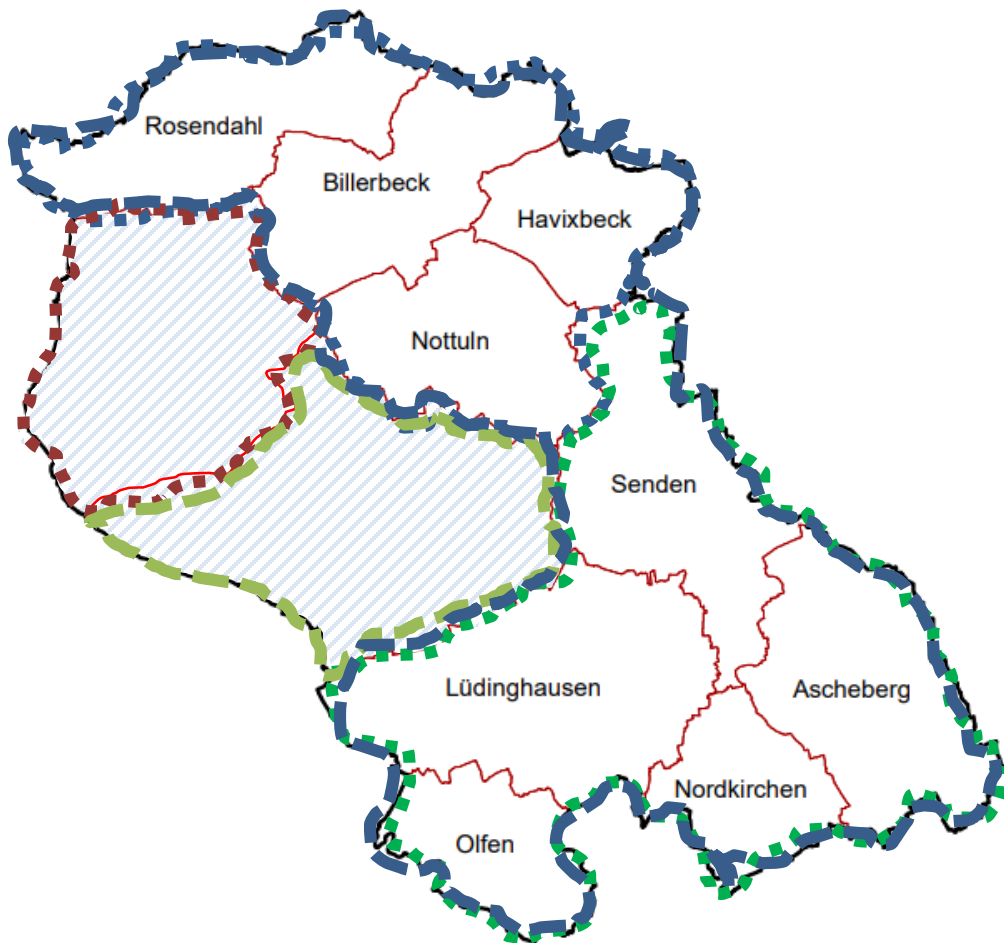 Rosendahl
Billerbeck
Havixbeck
Nottuln
Senden
Lüdinghausen
Ascheberg
Nordkirchen
Olfen